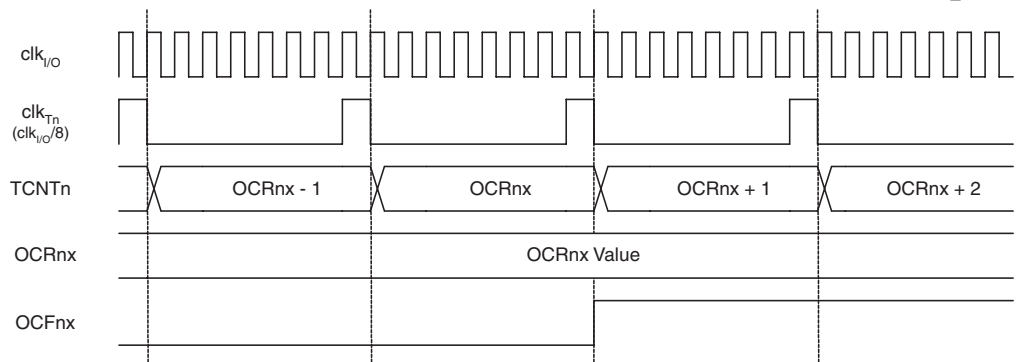 clkI/O
clkTn
(clkI/O/8)
TCNTn
OCRnx - 1 OCRnx OCRnx + 1 OCRnx + 2
OCRnx
OCRnx Value
OCFnx